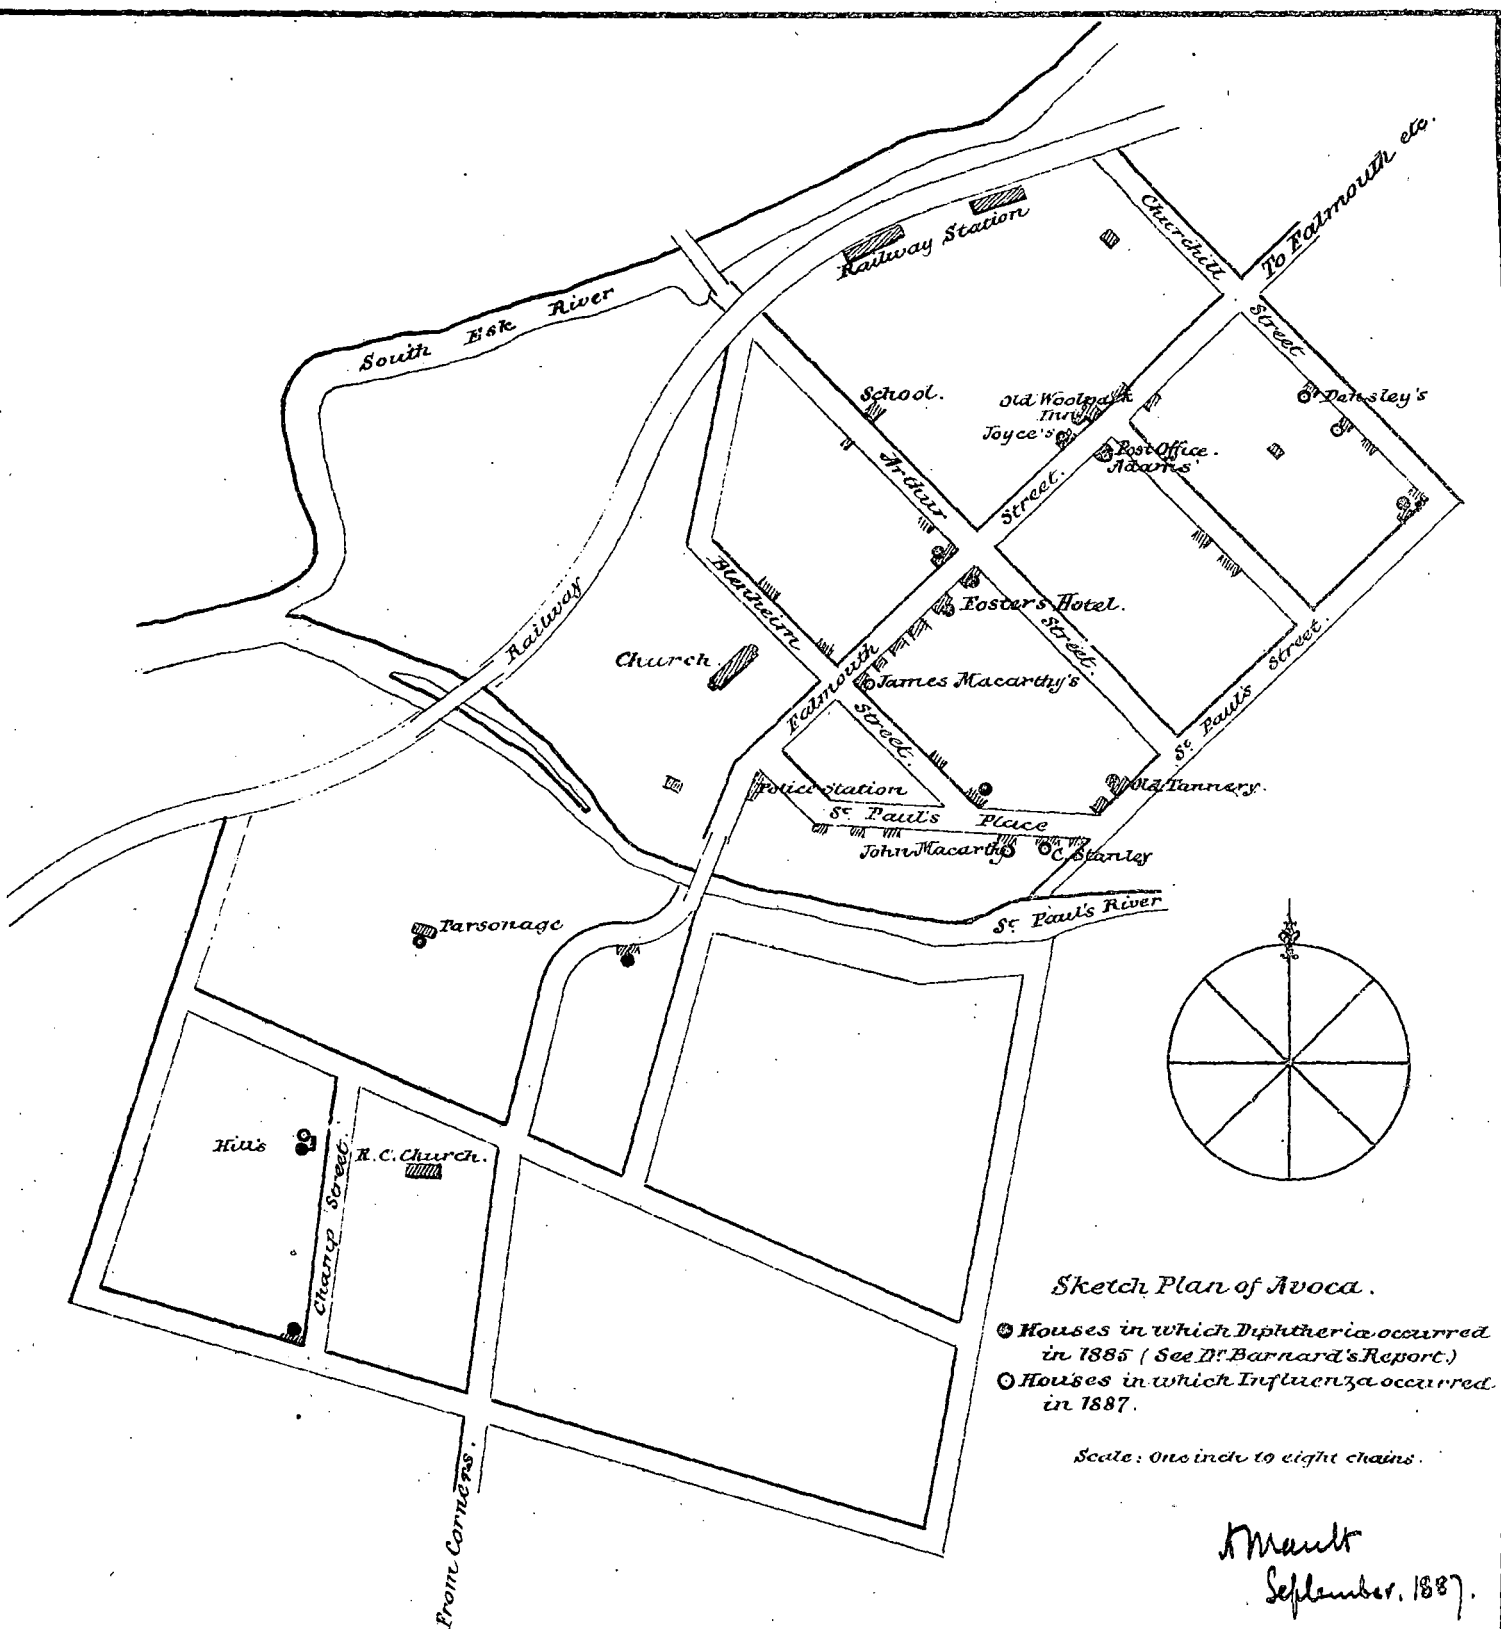 To Falmouth etc.
Churchill
Street
Railway Station
South Esk River
School.
Old Woolpack
Inn
Joyce's
Densley's
Post Office.
Adams'
Arthur
Street.
Street.
Blenheim
Street.
Foster's Hotel.
Railway
Church
Falmouth
James Macarthy's
St. Paul's Street.
Police Station
Old Tannery.
St. Paul's Place
John Macarthy
C. Stanley
St. Paul's River
Parsonage
Hill's
R. C. Church.
Champ Street.
From Corners.
Sketch Plan of Avoca.
Houses in which Diphtheria occurred
in 1885 (See Dr. Barnard's Report.)
Houses in which Influenza occurred
in 1887.
Scale: One inch to eight chains.
A Mault
September. 1887.